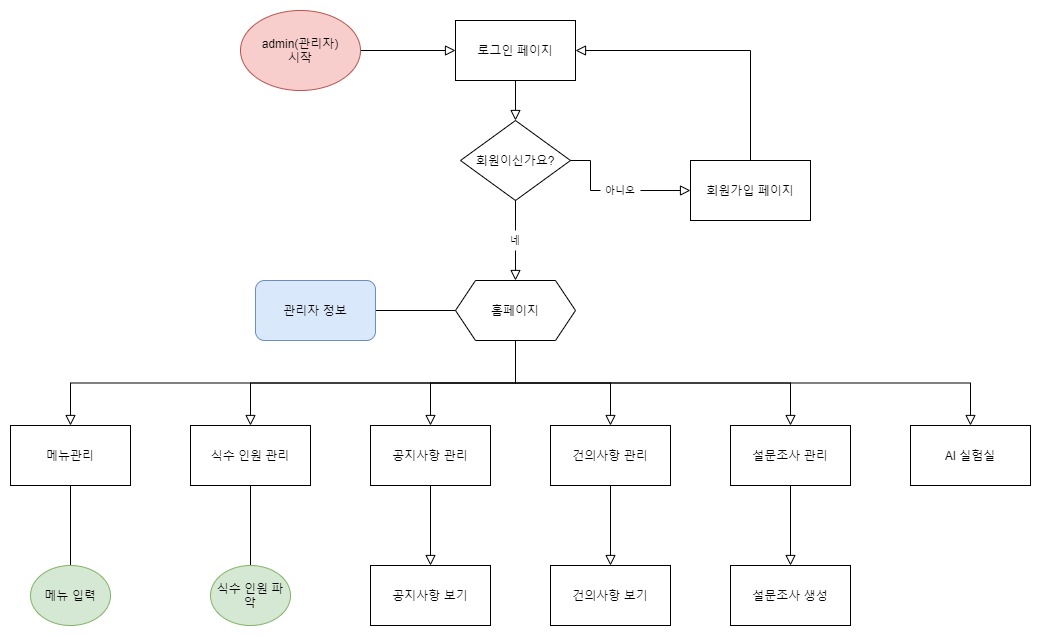 admin(관리자)
시작
로그인 페이지
회원이신가요?
아니오
회원가입 페이지
네
관리자 정보
홈페이지
메뉴관리
식수 인원 관리
공지사항 관리
건의사항 관리
설문조사 관리
AI 실험실
메뉴 입력
식수 인원 파
악
공지사항 보기
건의사항 보기
설문조사 생성